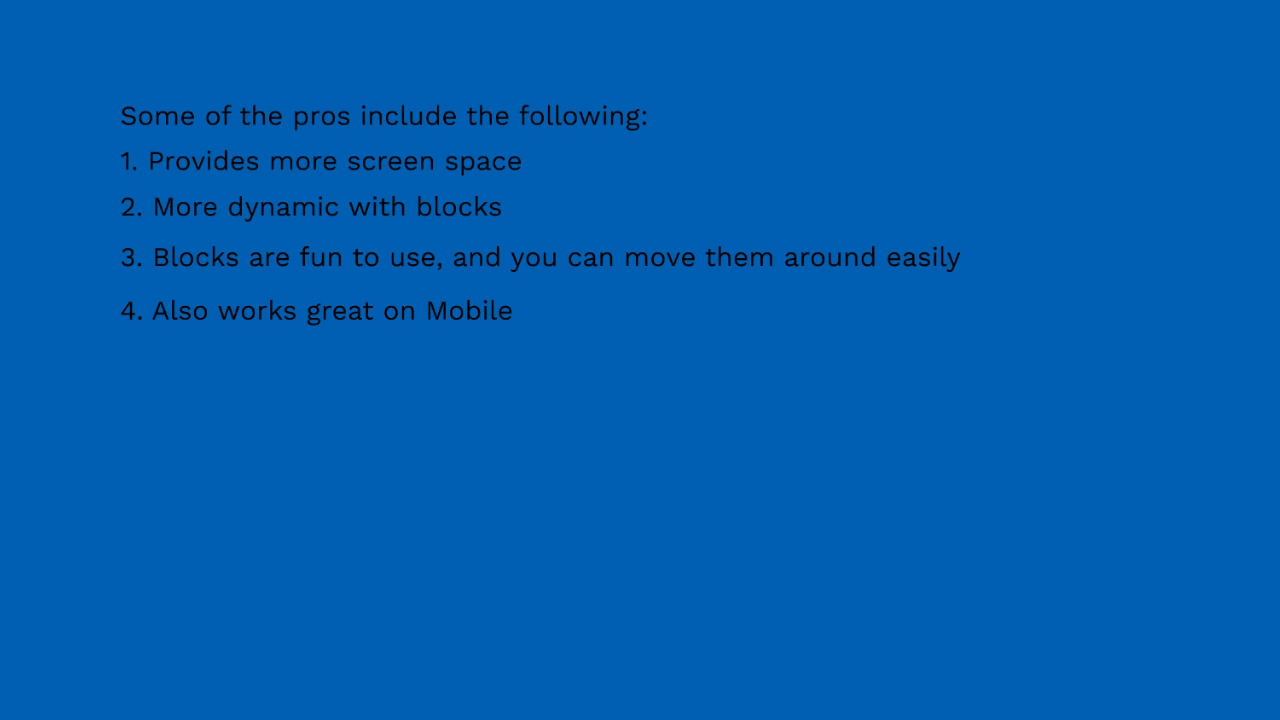 Some of the pros include the following:
1. Provides more screen space
2. More dynamic with blocks
3. Blocks are fun to use, and you can move them around easily
4. Also works great on Mobile